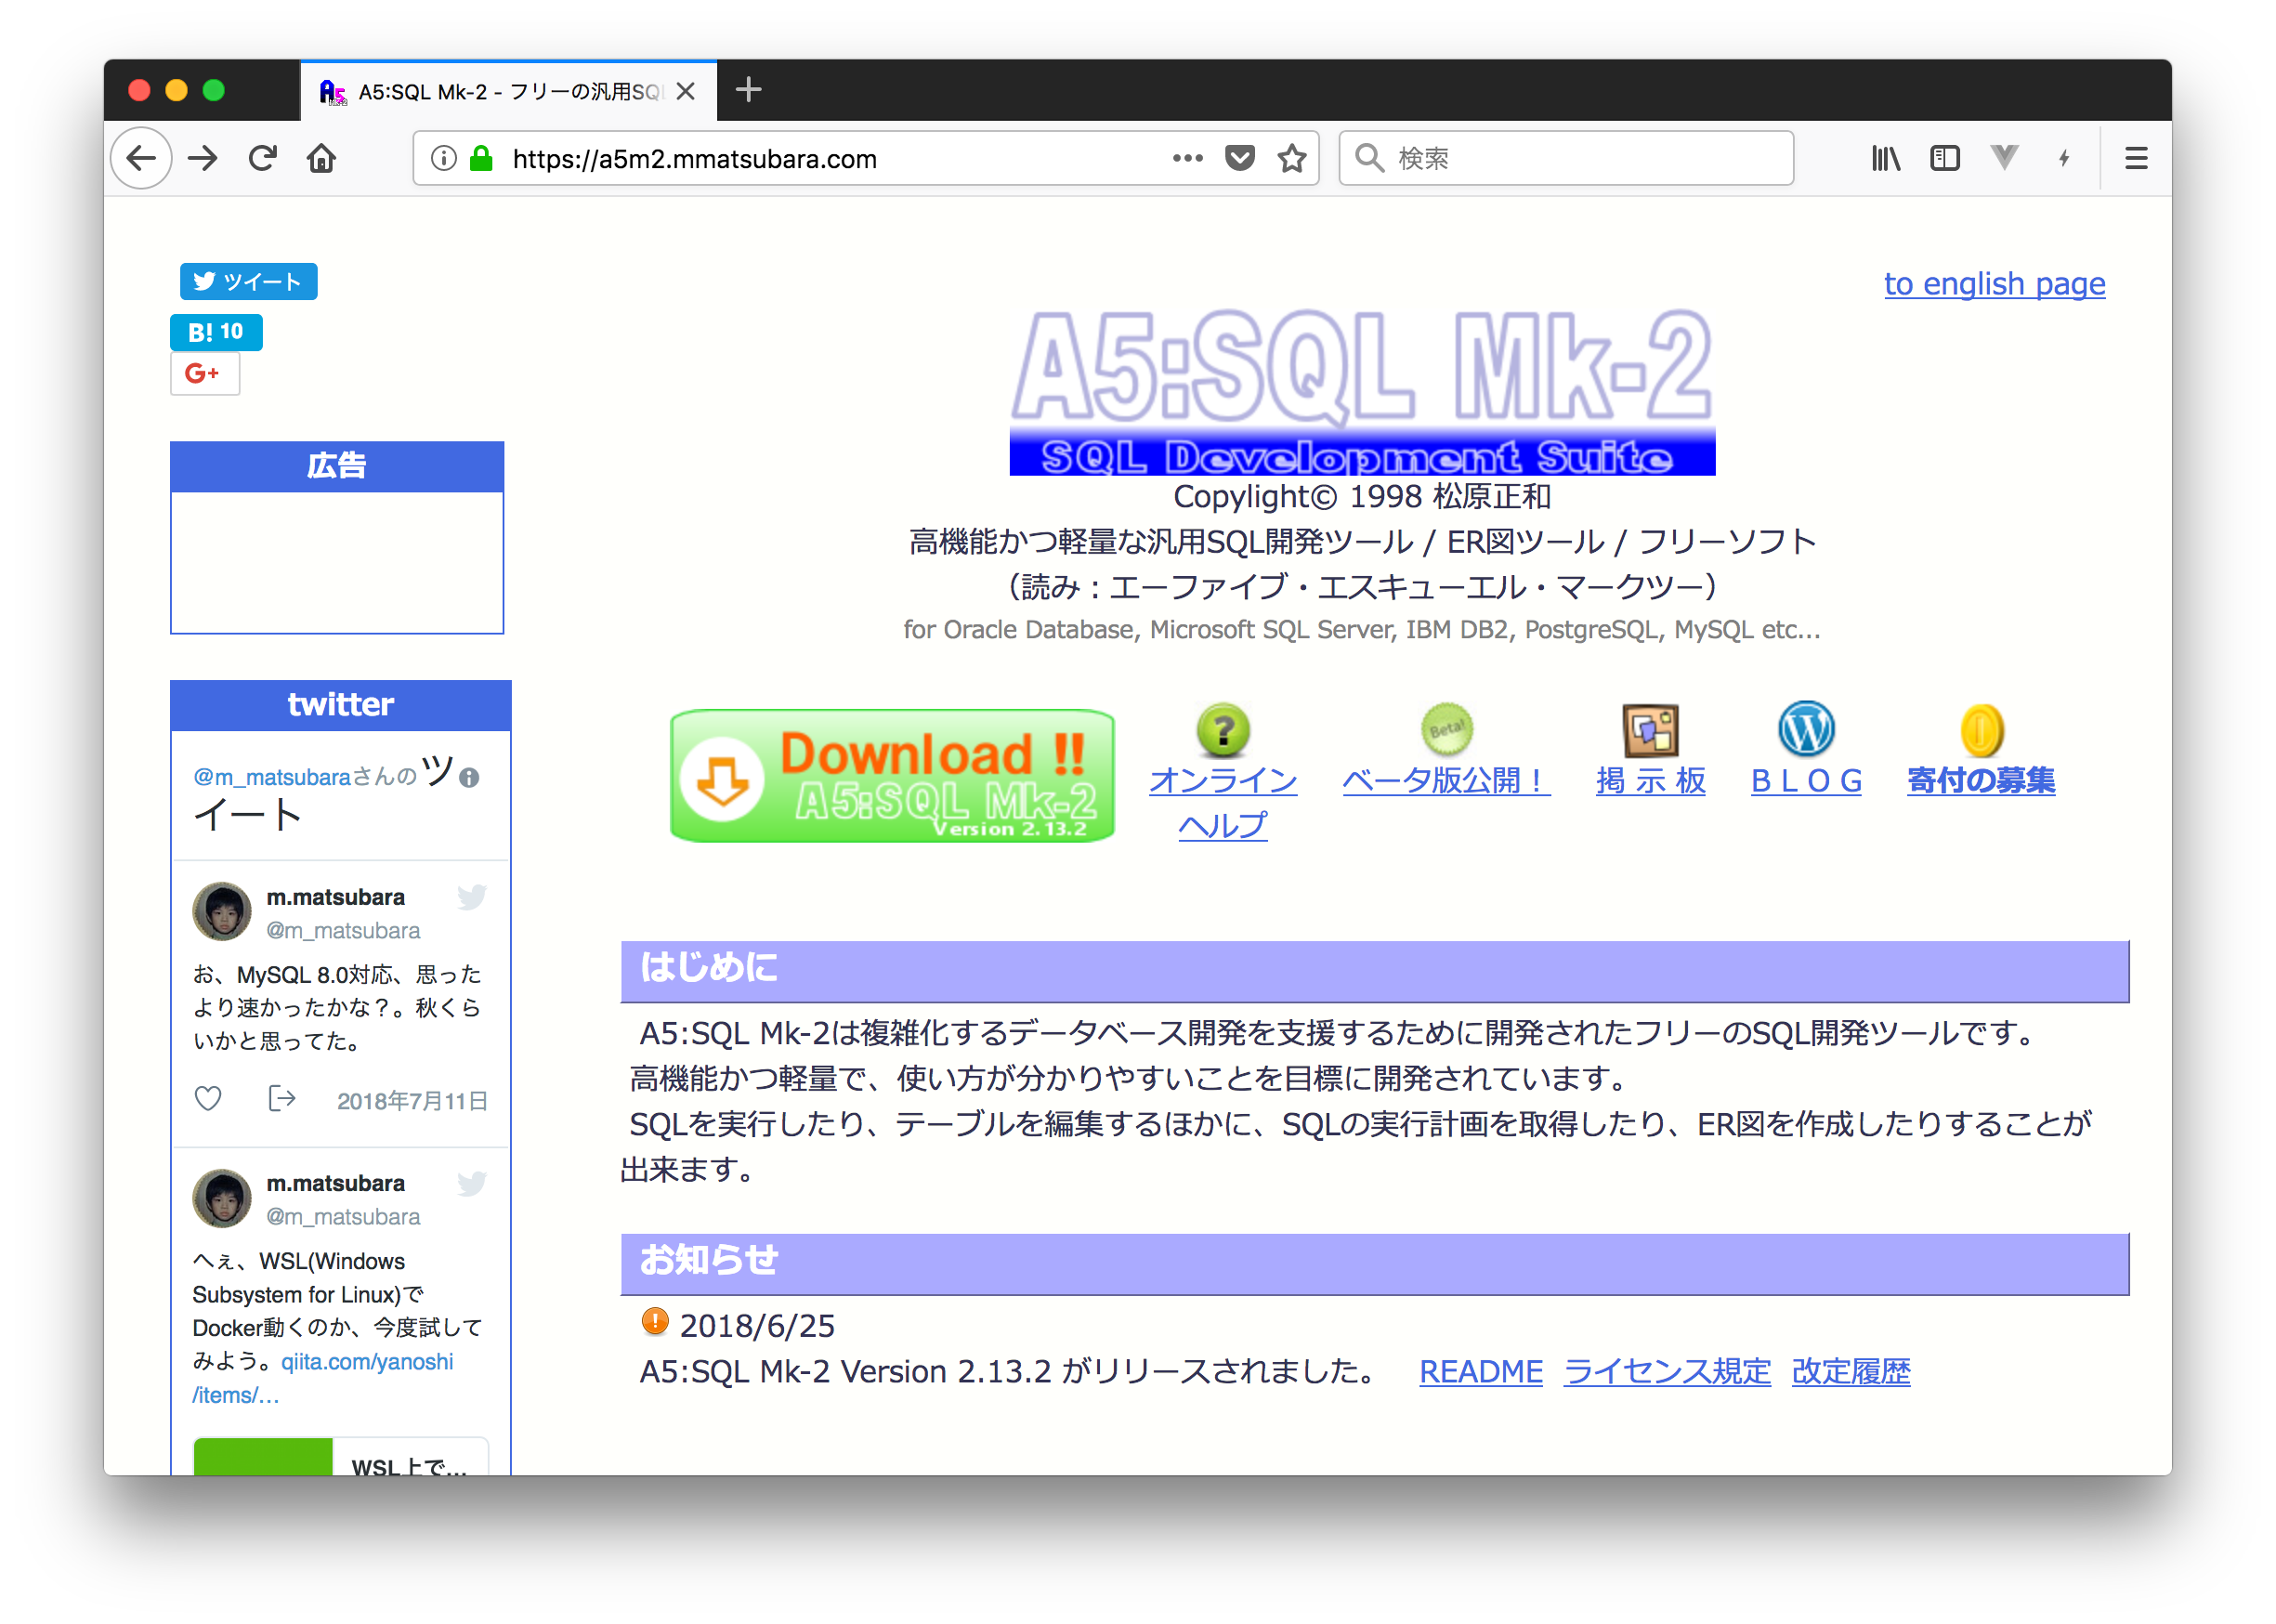 A5:SQL Mk-2 - フリーの汎用SQL
https://a5m2.mmatsubara.com
検索
ツイート
B! 10
G+
to english page
A5:SQL Mk-2
SQL Development Suite
Copylight© 1998 松原正和
高機能かつ軽量な汎用SQL開発ツール / ER図ツール / フリーソフト
（読み：エーファイブ・エスキューエル・マークツー）
for Oracle Database, Microsoft SQL Server, IBM DB2, PostgreSQL, MySQL etc...
広告
twitter
@m_matsubaraさんのツ
イート
m.matsubara
@m_matsubara
お、MySQL 8.0対応、思った
より速かったかな？。秋くら
いかと思ってた。
2018年7月11日
m.matsubara
@m_matsubara
へぇ、WSL(Windows
Subsystem for Linux)で
Docker動くのか、今度試して
みよう。qiita.com/yanoshi
/items/…
WSL上で…
Download !!
A5:SQL Mk-2
Version 2.13.2
オンライン
ヘルプ
Beta!
ベータ版公開！
掲 示 板
B L O G
寄付の募集
はじめに
A5:SQL Mk-2は複雑化するデータベース開発を支援するために開発されたフリーのSQL開発ツールです。
高機能かつ軽量で、使い方が分かりやすいことを目標に開発されています。
SQLを実行したり、テーブルを編集するほかに、SQLの実行計画を取得したり、ER図を作成したりすることが
出来ます。
お知らせ
2018/6/25
A5:SQL Mk-2 Version 2.13.2 がリリースされました。 README ライセンス規定 改定履歴